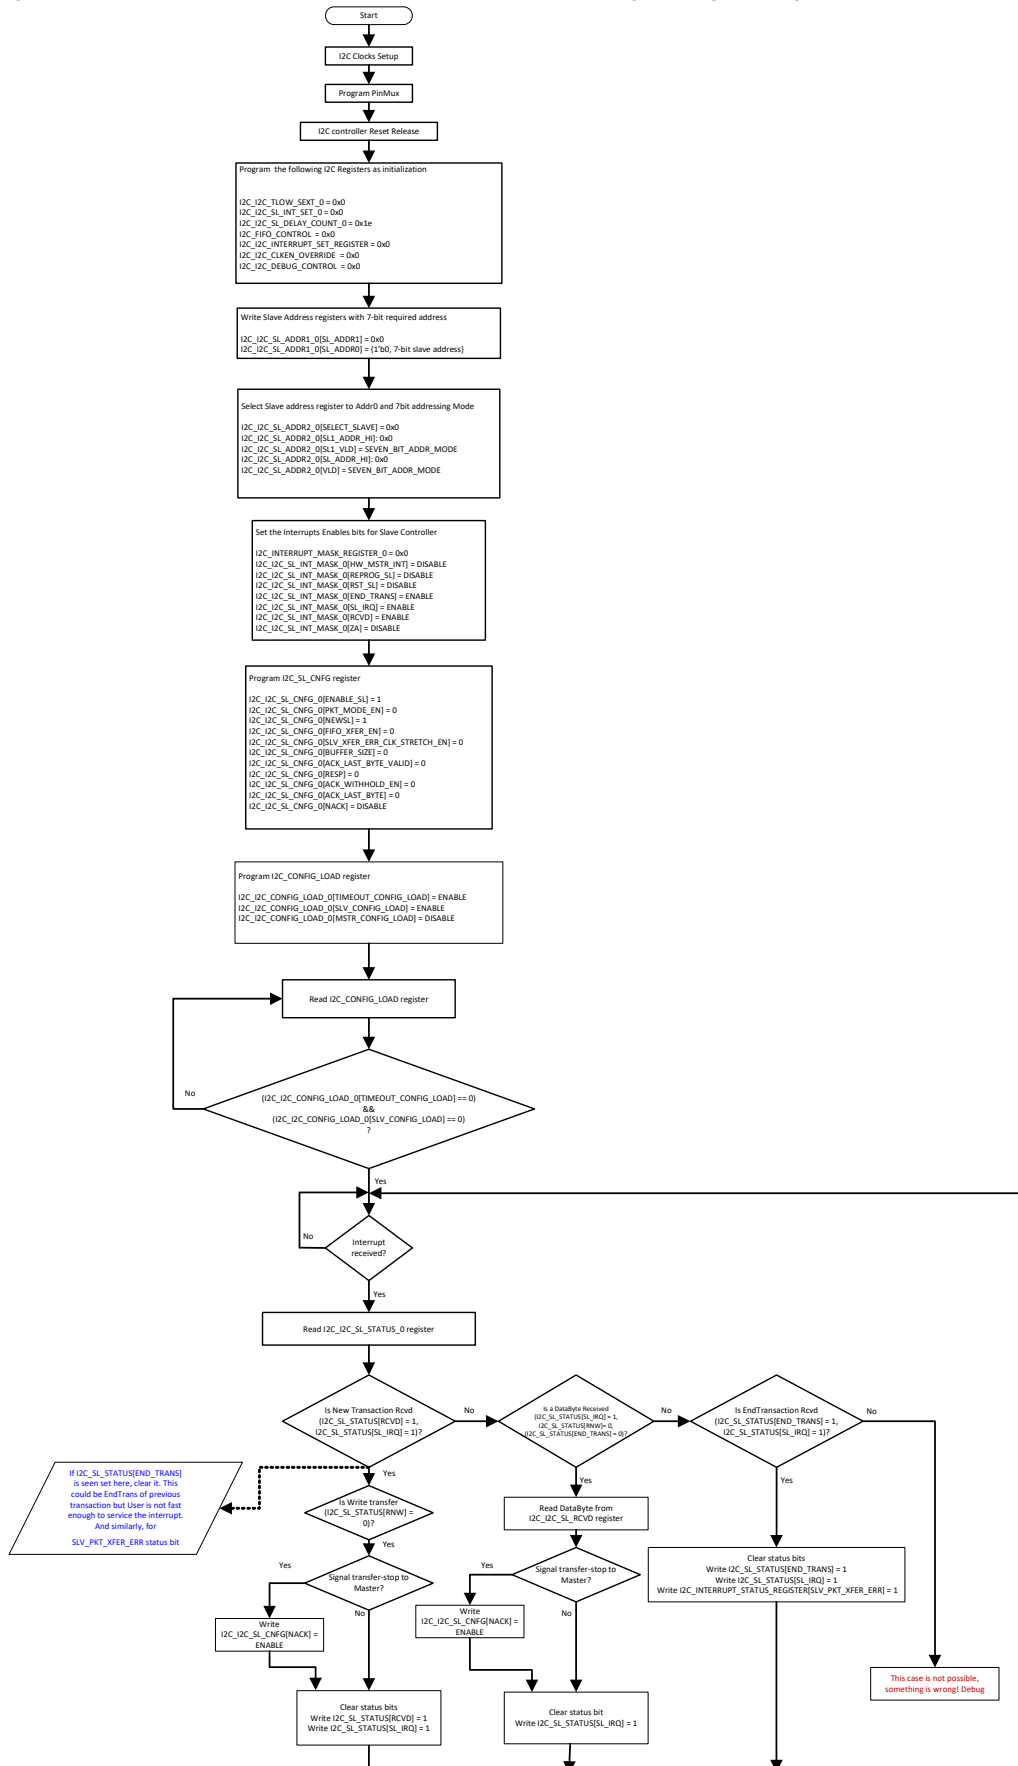 Start
I2C Clocks Setup
Program PinMux
I2C controller Reset Release
Program the following I2C Registers as initialization
I2C_I2C_TLOW_SEXT_0 = 0x0
I2C_I2C_SL_INT_SET_0 = 0x0
I2C_I2C_SL_DELAY_COUNT_0 = 0x1e
I2C_FIFO_CONTROL = 0x0
I2C_I2C_INTERRUPT_SET_REGISTER = 0x0
I2C_I2C_CLKEN_OVERRIDE = 0x0
I2C_I2C_DEBUG_CONTROL = 0x0
Write Slave Address registers with 7-bit required address
I2C_I2C_SL_ADDR1_0[SL_ADDR1] = 0x0
I2C_I2C_SL_ADDR1_0[SL_ADDR0] = {1'b0, 7-bit slave address}
Select Slave address register to Addr0 and 7bit addressing Mode
I2C_I2C_SL_ADDR2_0[SELECT_SLAVE] = 0x0
I2C_I2C_SL_ADDR2_0[SL1_ADDR_HI]: 0x0
I2C_I2C_SL_ADDR2_0[SL1_VLD] = SEVEN_BIT_ADDR_MODE
I2C_I2C_SL_ADDR2_0[SL_ADDR_HI]: 0x0
I2C_I2C_SL_ADDR2_0[VLD] = SEVEN_BIT_ADDR_MODE
Set the Interrupts Enables bits for Slave Controller
I2C_INTERRUPT_MASK_REGISTER_0 = 0x0
I2C_I2C_SL_INT_MASK_0[HW_MSTR_INT] = DISABLE
I2C_I2C_SL_INT_MASK_0[REPROG_SL] = DISABLE
I2C_I2C_SL_INT_MASK_0[RST_SL] = DISABLE
I2C_I2C_SL_INT_MASK_0[END_TRANS] = ENABLE
I2C_I2C_SL_INT_MASK_0[SL_IRQ] = ENABLE
I2C_I2C_SL_INT_MASK_0[RCVD] = ENABLE
I2C_I2C_SL_INT_MASK_0[ZA] = DISABLE
Program I2C_SL_CNFG register
I2C_I2C_SL_CNFG_0[ENABLE_SL] = 1
I2C_I2C_SL_CNFG_0[PKT_MODE_EN] = 0
I2C_I2C_SL_CNFG_0[NEWSL] = 1
I2C_I2C_SL_CNFG_0[FIFO_XFER_EN] = 0
I2C_I2C_SL_CNFG_0[SLV_XFER_ERR_CLK_STRETCH_EN] = 0
I2C_I2C_SL_CNFG_0[BUFFER_SIZE] = 0
I2C_I2C_SL_CNFG_0[ACK_LAST_BYTE_VALID] = 0
I2C_I2C_SL_CNFG_0[RESP] = 0
I2C_I2C_SL_CNFG_0[ACK_WITHHOLD_EN] = 0
I2C_I2C_SL_CNFG_0[ACK_LAST_BYTE] = 0
I2C_I2C_SL_CNFG_0[NACK] = DISABLE
Program I2C_CONFIG_LOAD register
I2C_I2C_CONFIG_LOAD_0[TIMEOUT_CONFIG_LOAD] = ENABLE
I2C_I2C_CONFIG_LOAD_0[SLV_CONFIG_LOAD] = ENABLE
I2C_I2C_CONFIG_LOAD_0[MSTR_CONFIG_LOAD] = DISABLE
Read I2C_CONFIG_LOAD register
No
(I2C_I2C_CONFIG_LOAD_0[TIMEOUT_CONFIG_LOAD] == 0)
&&
(I2C_I2C_CONFIG_LOAD_0[SLV_CONFIG_LOAD] == 0)
?
Yes
No
Interrupt
received?
Yes
Read I2C_I2C_SL_STATUS_0 register
Is New Transaction Rcvd
(I2C_SL_STATUS[RCVD] = 1,
I2C_SL_STATUS[SL_IRQ] = 1)?
No
Is a DataByte Received
(I2C_SL_STATUS[SL_IRQ] = 1,
I2C_SL_STATUS[RNW]= 0,
(I2C_SL_STATUS[END_TRANS] = 0)?
No
Is EndTransaction Rcvd
(I2C_SL_STATUS[END_TRANS] = 1,
I2C_SL_STATUS[SL_IRQ] = 1)?
No
If I2C_SL_STATUS[END_TRANS]
is seen set here, clear it. This
could be EndTrans of previous
transaction but User is not fast
enough to service the interrupt.
And similarly, for
SLV_PKT_XFER_ERR status bit
Yes
Is Write transfer
(I2C_SL_STATUS[RNW] =
0)?
Yes
Signal transfer-stop to
Master?
Yes
No
Write
I2C_I2C_SL_CNFG[NACK] =
ENABLE
Clear status bits
Write I2C_SL_STATUS[RCVD] = 1
Write I2C_SL_STATUS[SL_IRQ] = 1
Yes
Read DataByte from
I2C_I2C_SL_RCVD register
Signal transfer-stop to
Master?
Yes
No
Write
I2C_I2C_SL_CNFG[NACK] =
ENABLE
Clear status bit
Write I2C_SL_STATUS[SL_IRQ] = 1
Yes
Clear status bits
Write I2C_SL_STATUS[END_TRANS] = 1
Write I2C_SL_STATUS[SL_IRQ] = 1
Write I2C_INTERRUPT_STATUS_REGISTER[SLV_PKT_XFER_ERR] = 1
This case is not possible,
something is wrong! Debug